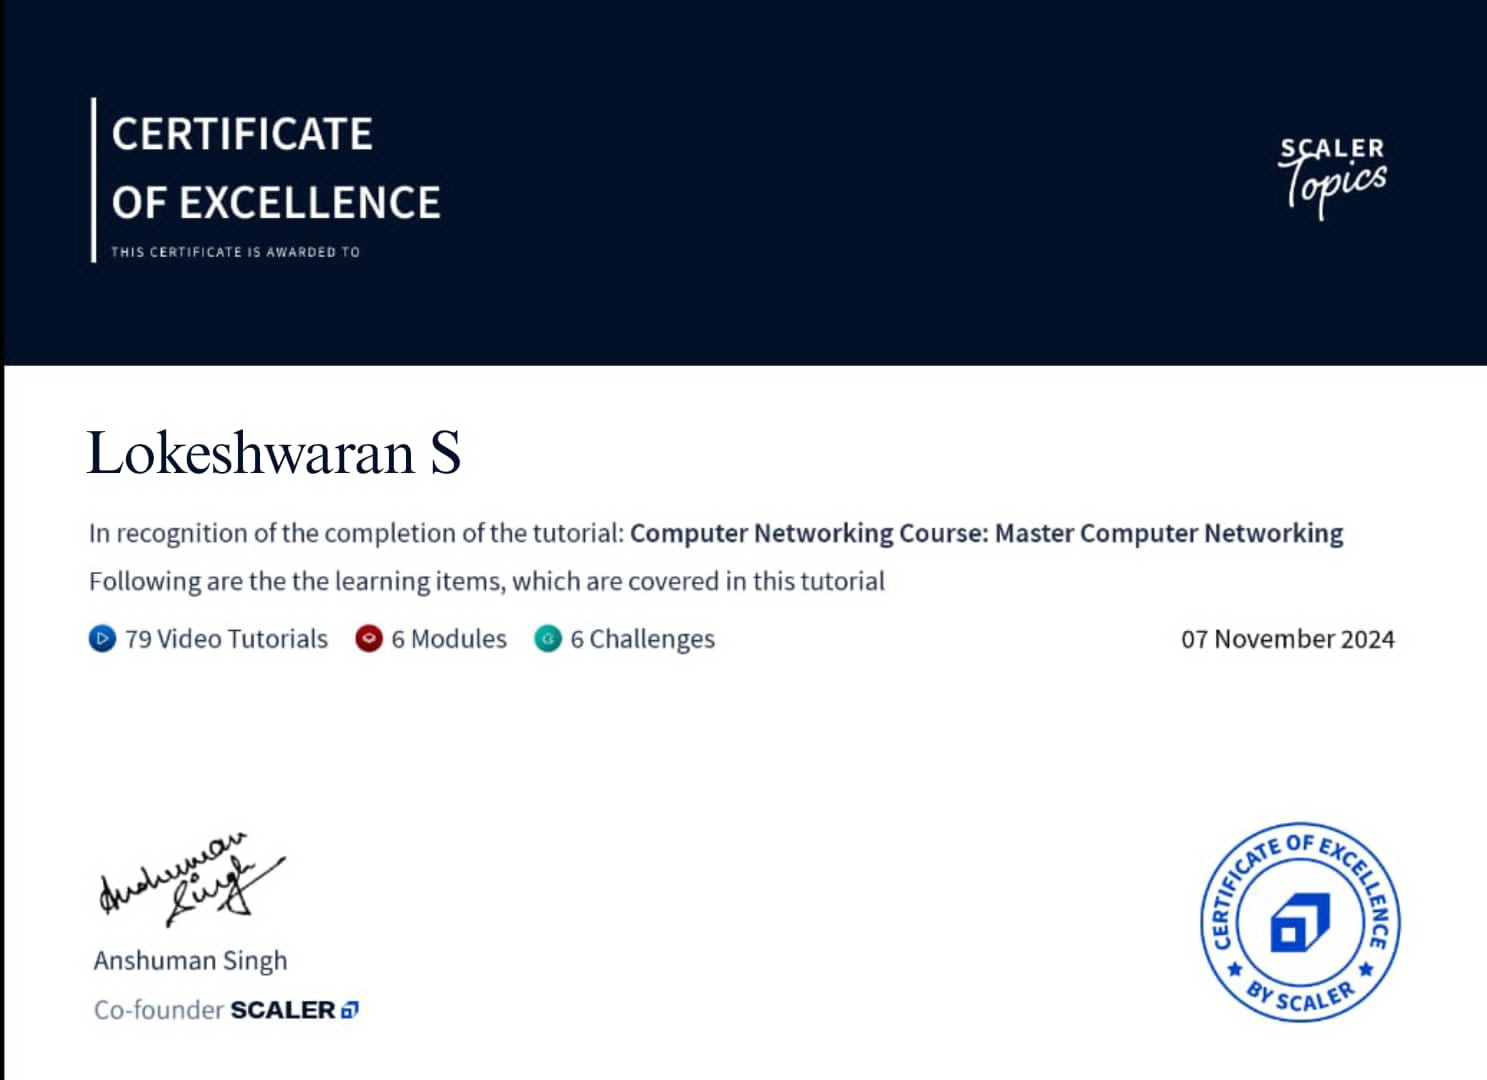 CERTIFICATE
OF EXCELLENCE
THIS CERTIFICATE IS AWARDED TO
SCALER
Topics
Lokeshwaran S
In recognition of the completion of the tutorial: Computer Networking Course: Master Computer Networking
Following are the the learning items, which are covered in this tutorial
79 Video Tutorials 6 Modules 6 Challenges 07 November 2024
Anshuman
Singh
Anshuman Singh
Co-founder SCALER
CERTIFICATE OF EXCELLENCE
BY SCALER